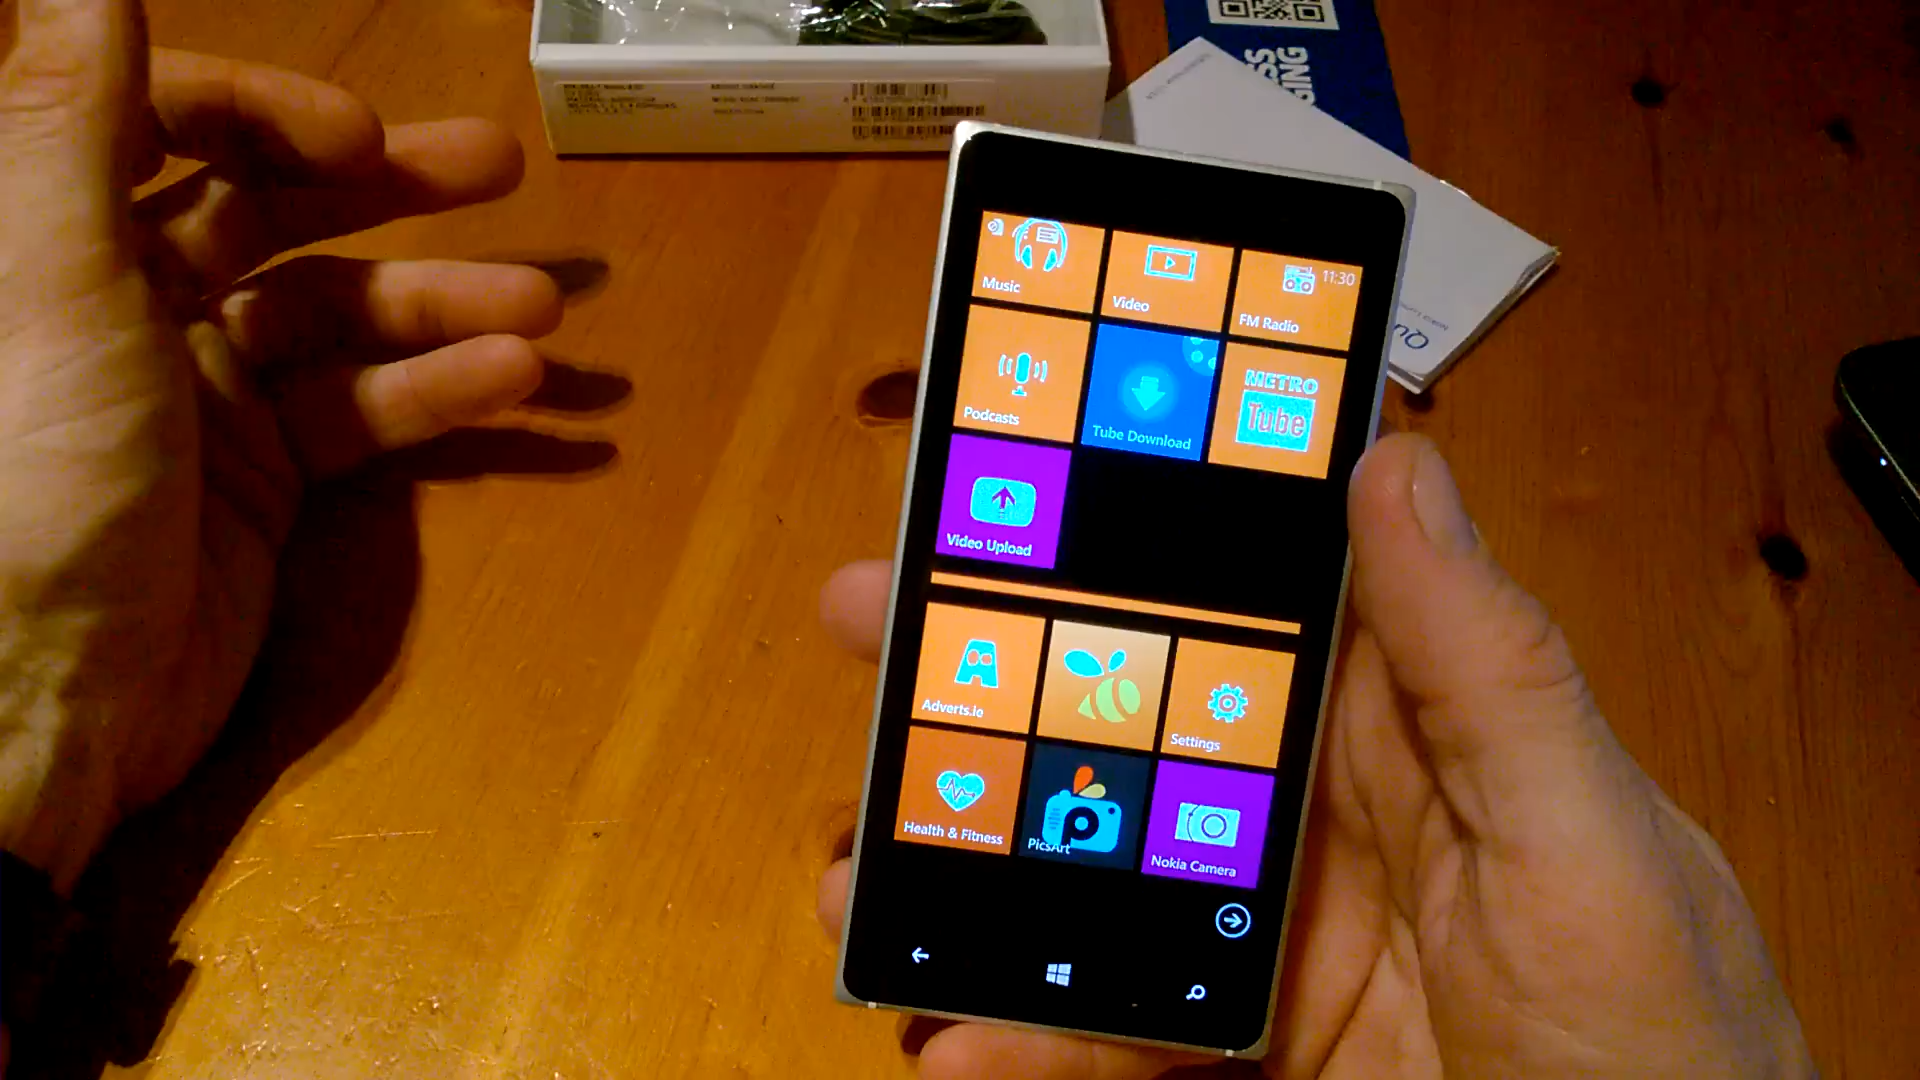 Music
Video
FM Radio
11:30
Podcasts
Tube Download
METRO
Tube
Video Upload
Adverts.ie
Settings
Health & Fitness
PicsArt
Nokia Camera
Qu